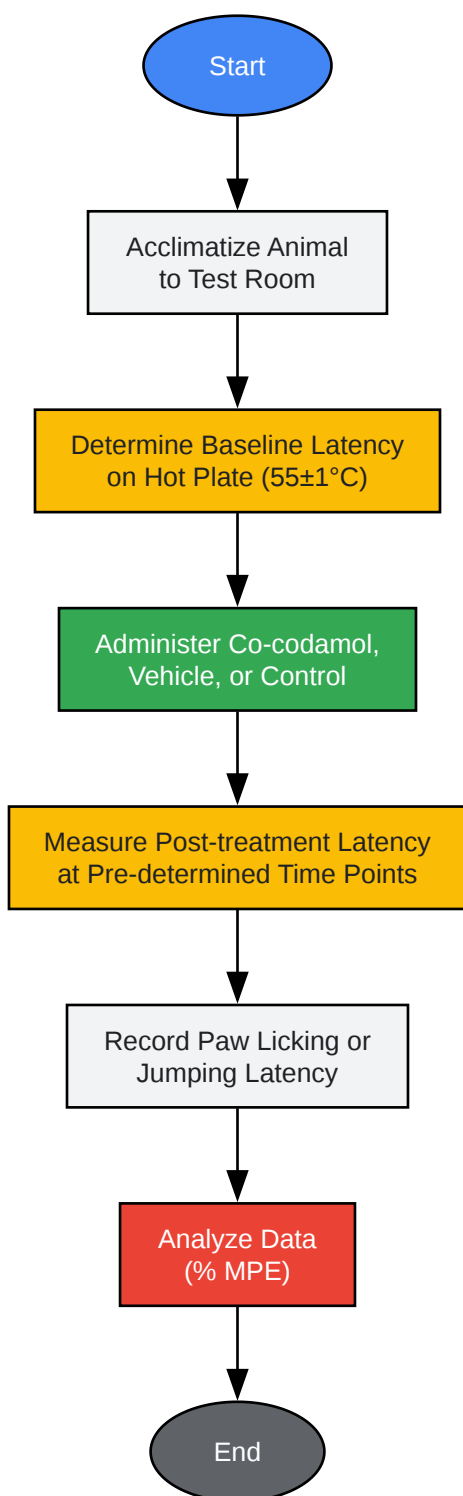 Start
Acclimatize Animal
to Test Room
Determine Baseline Latency
on Hot Plate (55±1°C)
Administer Co-codamol,
Vehicle, or Control
Measure Post-treatment Latency
at Pre-determined Time Points
Record Paw Licking or
Jumping Latency
Analyze Data
(% MPE)
End